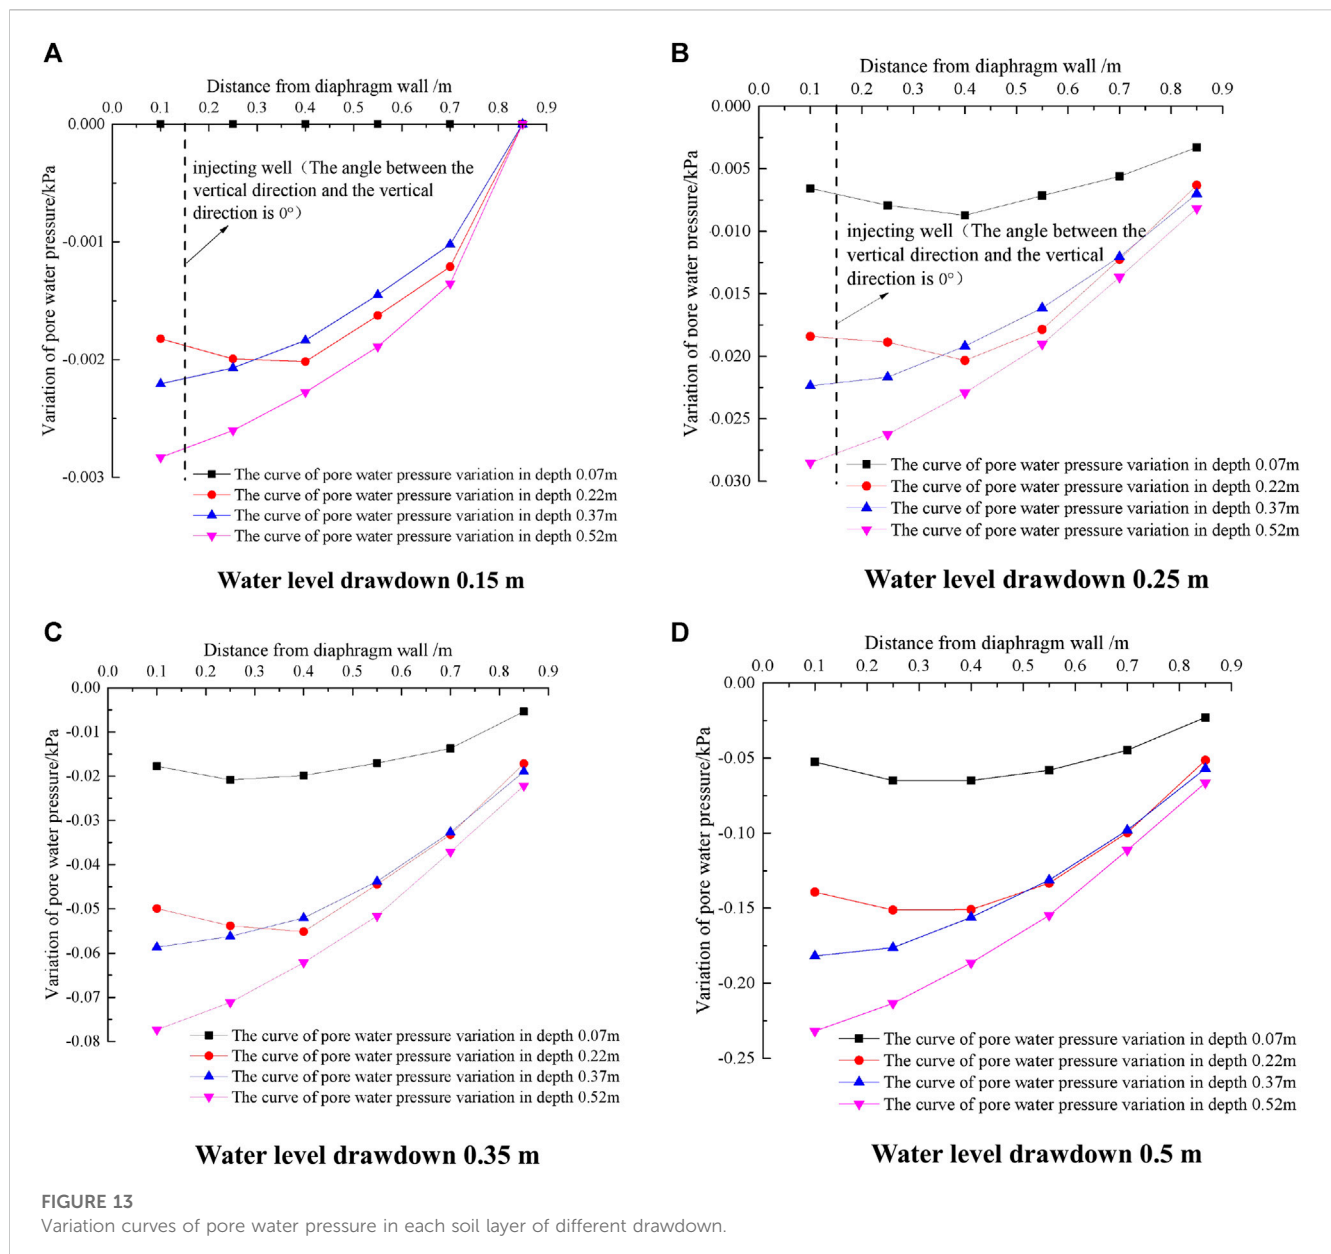 A
Distance from diaphragm wall /m
0.0 0.1 0.2 0.3 0.4 0.5 0.6 0.7 0.8 0.9
0.000
-0.001
-0.002
-0.003
Variation of pore water pressure/kPa
injecting well（The angle between the
vertical direction and the vertical
direction is 0°）
The curve of pore water pressure variation in depth 0.07m
The curve of pore water pressure variation in depth 0.22m
The curve of pore water pressure variation in depth 0.37m
The curve of pore water pressure variation in depth 0.52m
Water level drawdown 0.15 m
B
Distance from diaphragm wall /m
0.0 0.1 0.2 0.3 0.4 0.5 0.6 0.7 0.8 0.9
0.000
-0.005
-0.010
-0.015
-0.020
-0.025
-0.030
Variation of pore water pressure/kPa
injecting well（The angle between the
vertical direction and the vertical
direction is 0°）
The curve of pore water pressure variation in depth 0.07m
The curve of pore water pressure variation in depth 0.22m
The curve of pore water pressure variation in depth 0.37m
The curve of pore water pressure variation in depth 0.52m
Water level drawdown 0.25 m
C
Distance from diaphragm wall /m
0.0 0.1 0.2 0.3 0.4 0.5 0.6 0.7 0.8 0.9
0.00
-0.01
-0.02
-0.03
-0.04
-0.05
-0.06
-0.07
-0.08
Variation of pore water pressure/kPa
The curve of pore water pressure variation in depth 0.07m
The curve of pore water pressure variation in depth 0.22m
The curve of pore water pressure variation in depth 0.37m
The curve of pore water pressure variation in depth 0.52m
Water level drawdown 0.35 m
D
Distance from diaphragm wall /m
0.0 0.1 0.2 0.3 0.4 0.5 0.6 0.7 0.8 0.9
0.00
-0.05
-0.10
-0.15
-0.20
-0.25
Variation of pore water pressure/kPa
The curve of pore water pressure variation in depth 0.07m
The curve of pore water pressure variation in depth 0.22m
The curve of pore water pressure variation in depth 0.37m
The curve of pore water pressure variation in depth 0.52m
Water level drawdown 0.5 m
FIGURE 13
Variation curves of pore water pressure in each soil layer of different drawdown.